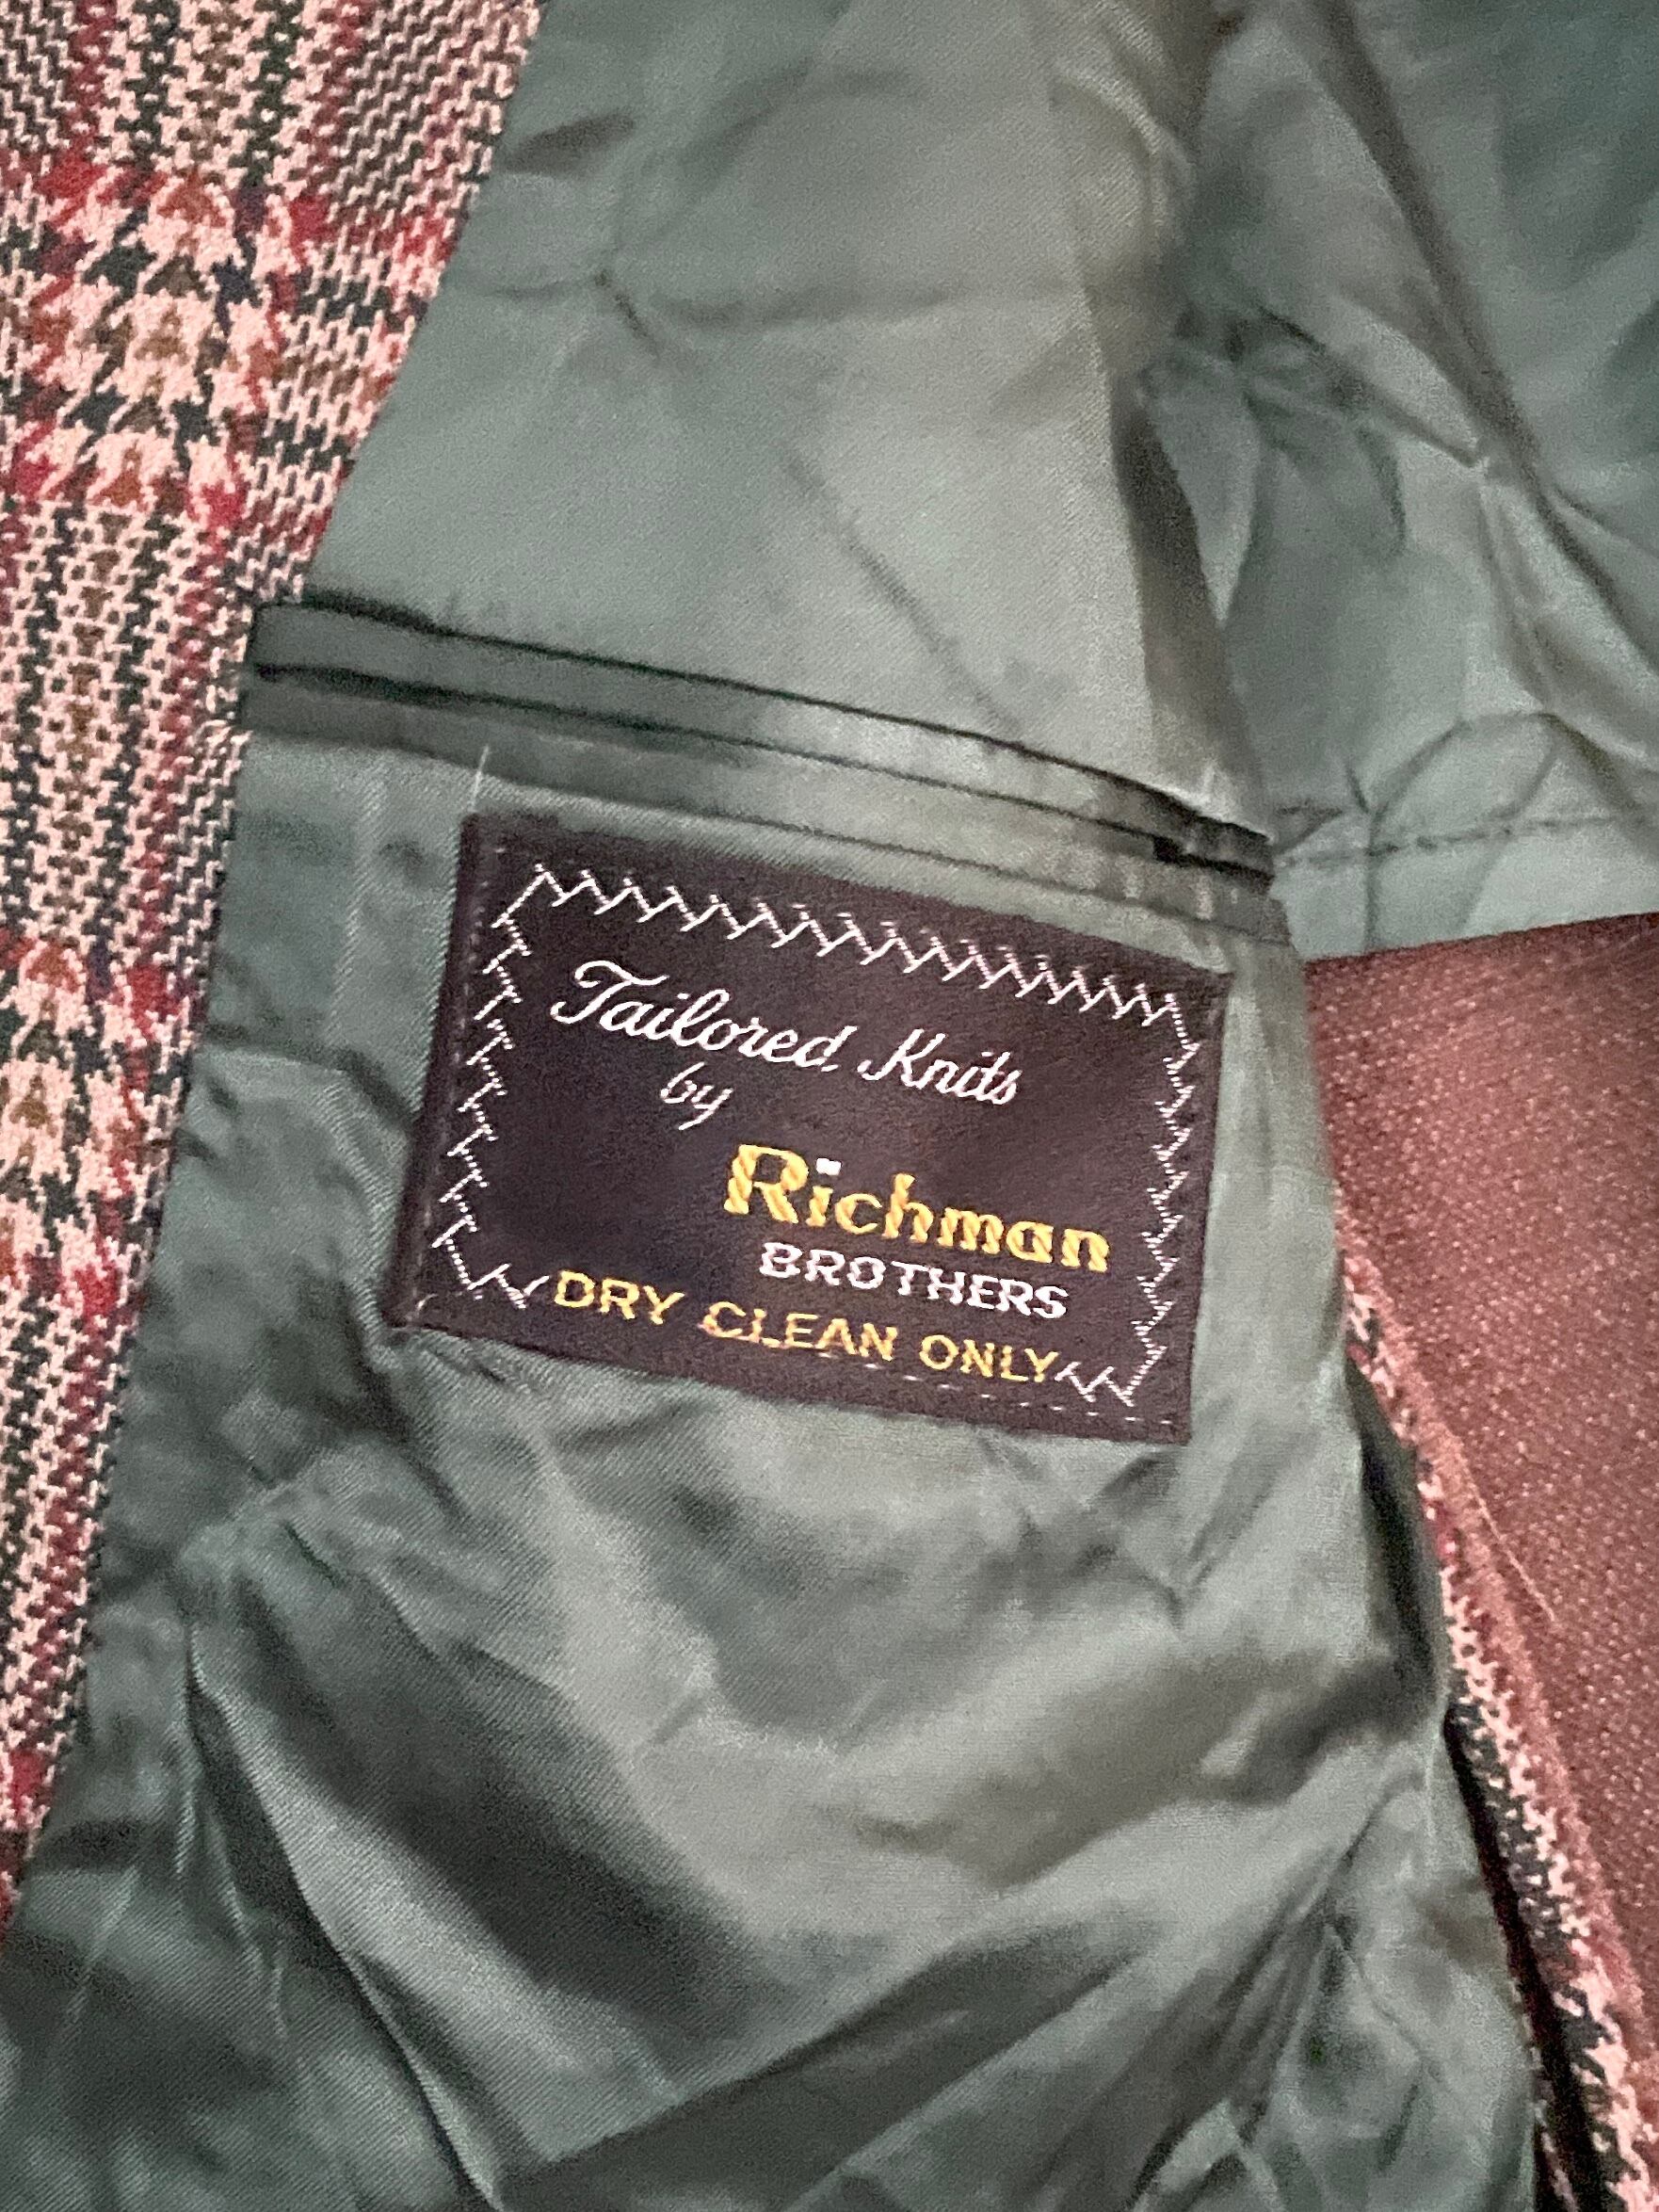 Tailored Knits
by
Richman
BROTHERS
DRY CLEAN ONLY